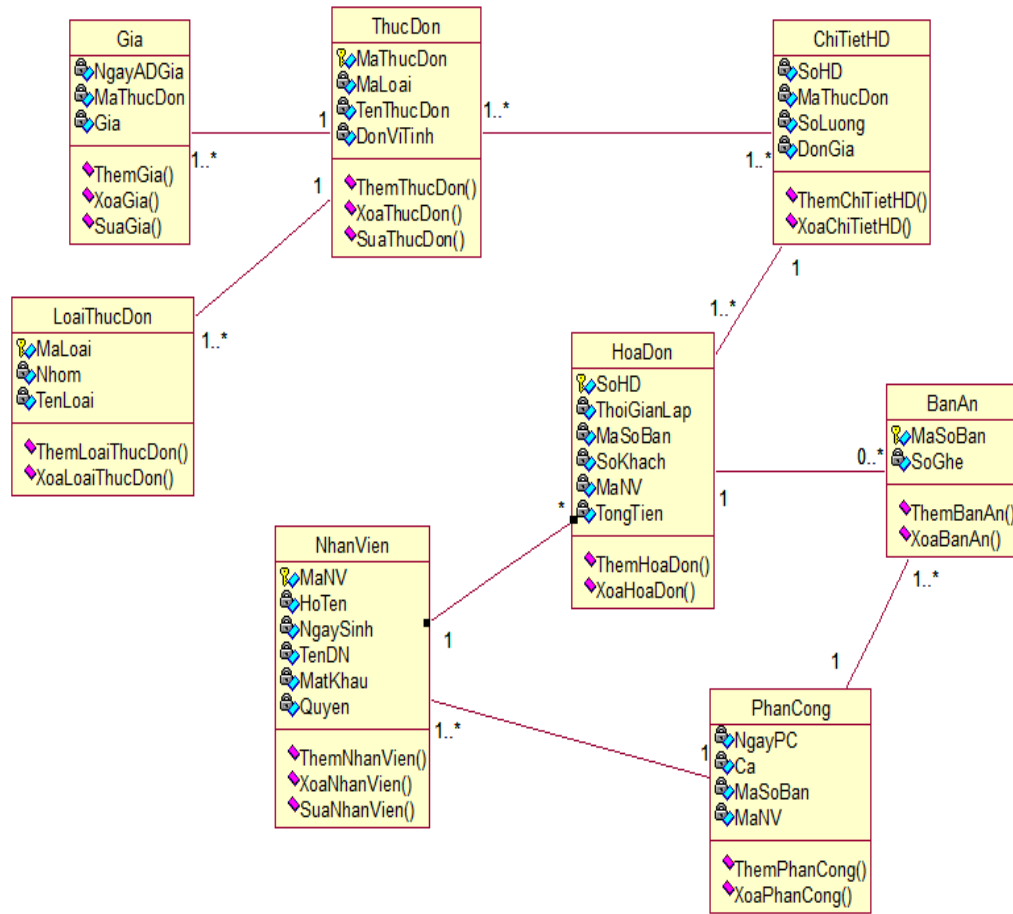 Gia
NgayADGia
MaThucDon
Gia
ThemGia()
XoaGia()
SuaGia()
1..*
1
ThucDon
MaThucDon
MaLoai
TenThucDon
DonViTinh
ThemThucDon()
XoaThucDon()
SuaThucDon()
1
1..*
1..*
ChiTietHD
SoHD
MaThucDon
SoLuong
DonGia
ThemChiTietHD()
XoaChiTietHD()
1
1..*
LoaiThucDon
MaLoai
Nhom
TenLoai
ThemLoaiThucDon()
XoaLoaiThucDon()
1..*
HoaDon
SoHD
ThoiGianLap
MaSoBan
SoKhach
MaNV
TongTien
ThemHoaDon()
XoaHoaDon()
*
1
0..*
BanAn
MaSoBan
SoGhe
ThemBanAn()
XoaBanAn()
1..*
1
NhanVien
MaNV
HoTen
NgaySinh
TenDN
MatKhau
Quyen
ThemNhanVien()
XoaNhanVien()
SuaNhanVien()
1
1..*
1
PhanCong
NgayPC
Ca
MaSoBan
MaNV
ThemPhanCong()
XoaPhanCong()